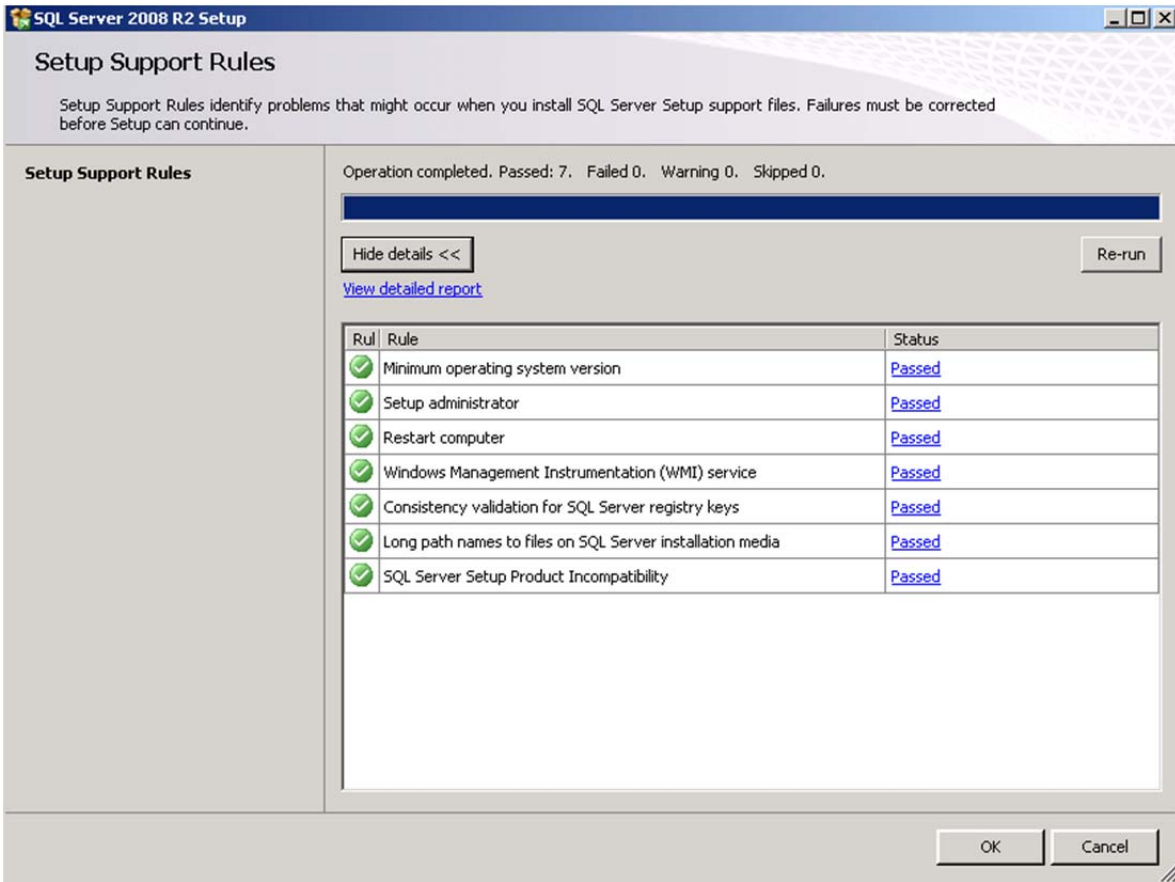 SQL Server 2008 R2 Setup
Setup Support Rules
Setup Support Rules identify problems that might occur when you install SQL Server Setup support files. Failures must be corrected
before Setup can continue.
Setup Support Rules
Operation completed. Passed: 7.   Failed 0.   Warning 0.   Skipped 0.
Hide details <<
Re-run
View detailed report
Rul Rule Status
Minimum operating system version Passed
Setup administrator Passed
Restart computer Passed
Windows Management Instrumentation (WMI) service Passed
Consistency validation for SQL Server registry keys Passed
Long path names to files on SQL Server installation media Passed
SQL Server Setup Product Incompatibility Passed
OK Cancel